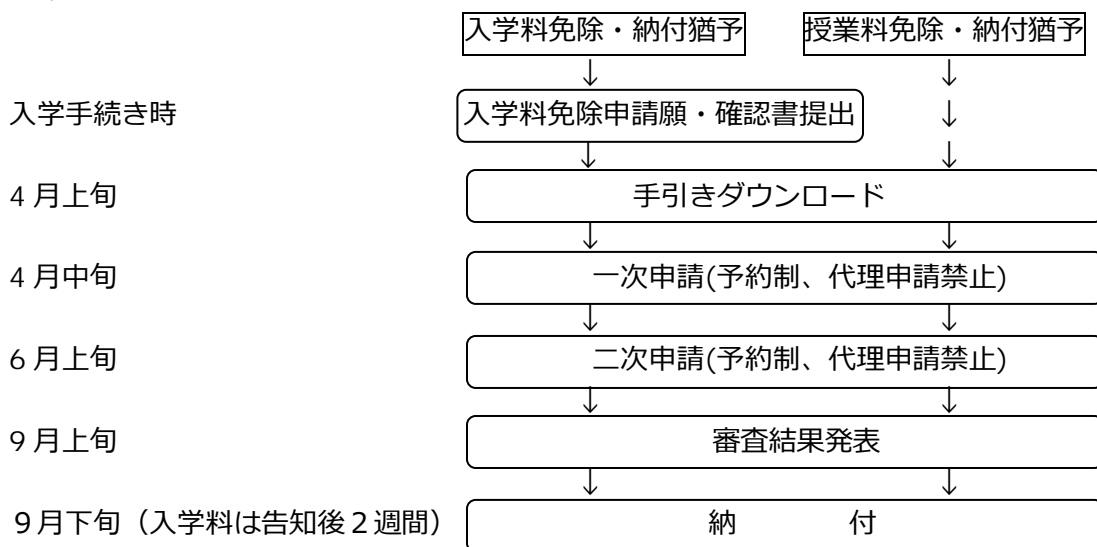 入学料免除・納付猶予 授業料免除・納付猶予
↓ ↓
入学手続き時 入学料免除申請願・確認書提出 ↓
↓ ↓
4月上旬 手引きダウンロード
↓ ↓
4月中旬 一次申請(予約制、代理申請禁止)
↓ ↓
6月上旬 二次申請(予約制、代理申請禁止)
↓ ↓
9月上旬 審査結果発表
↓ ↓
9月下旬（入学料は告知後２週間） 納 付